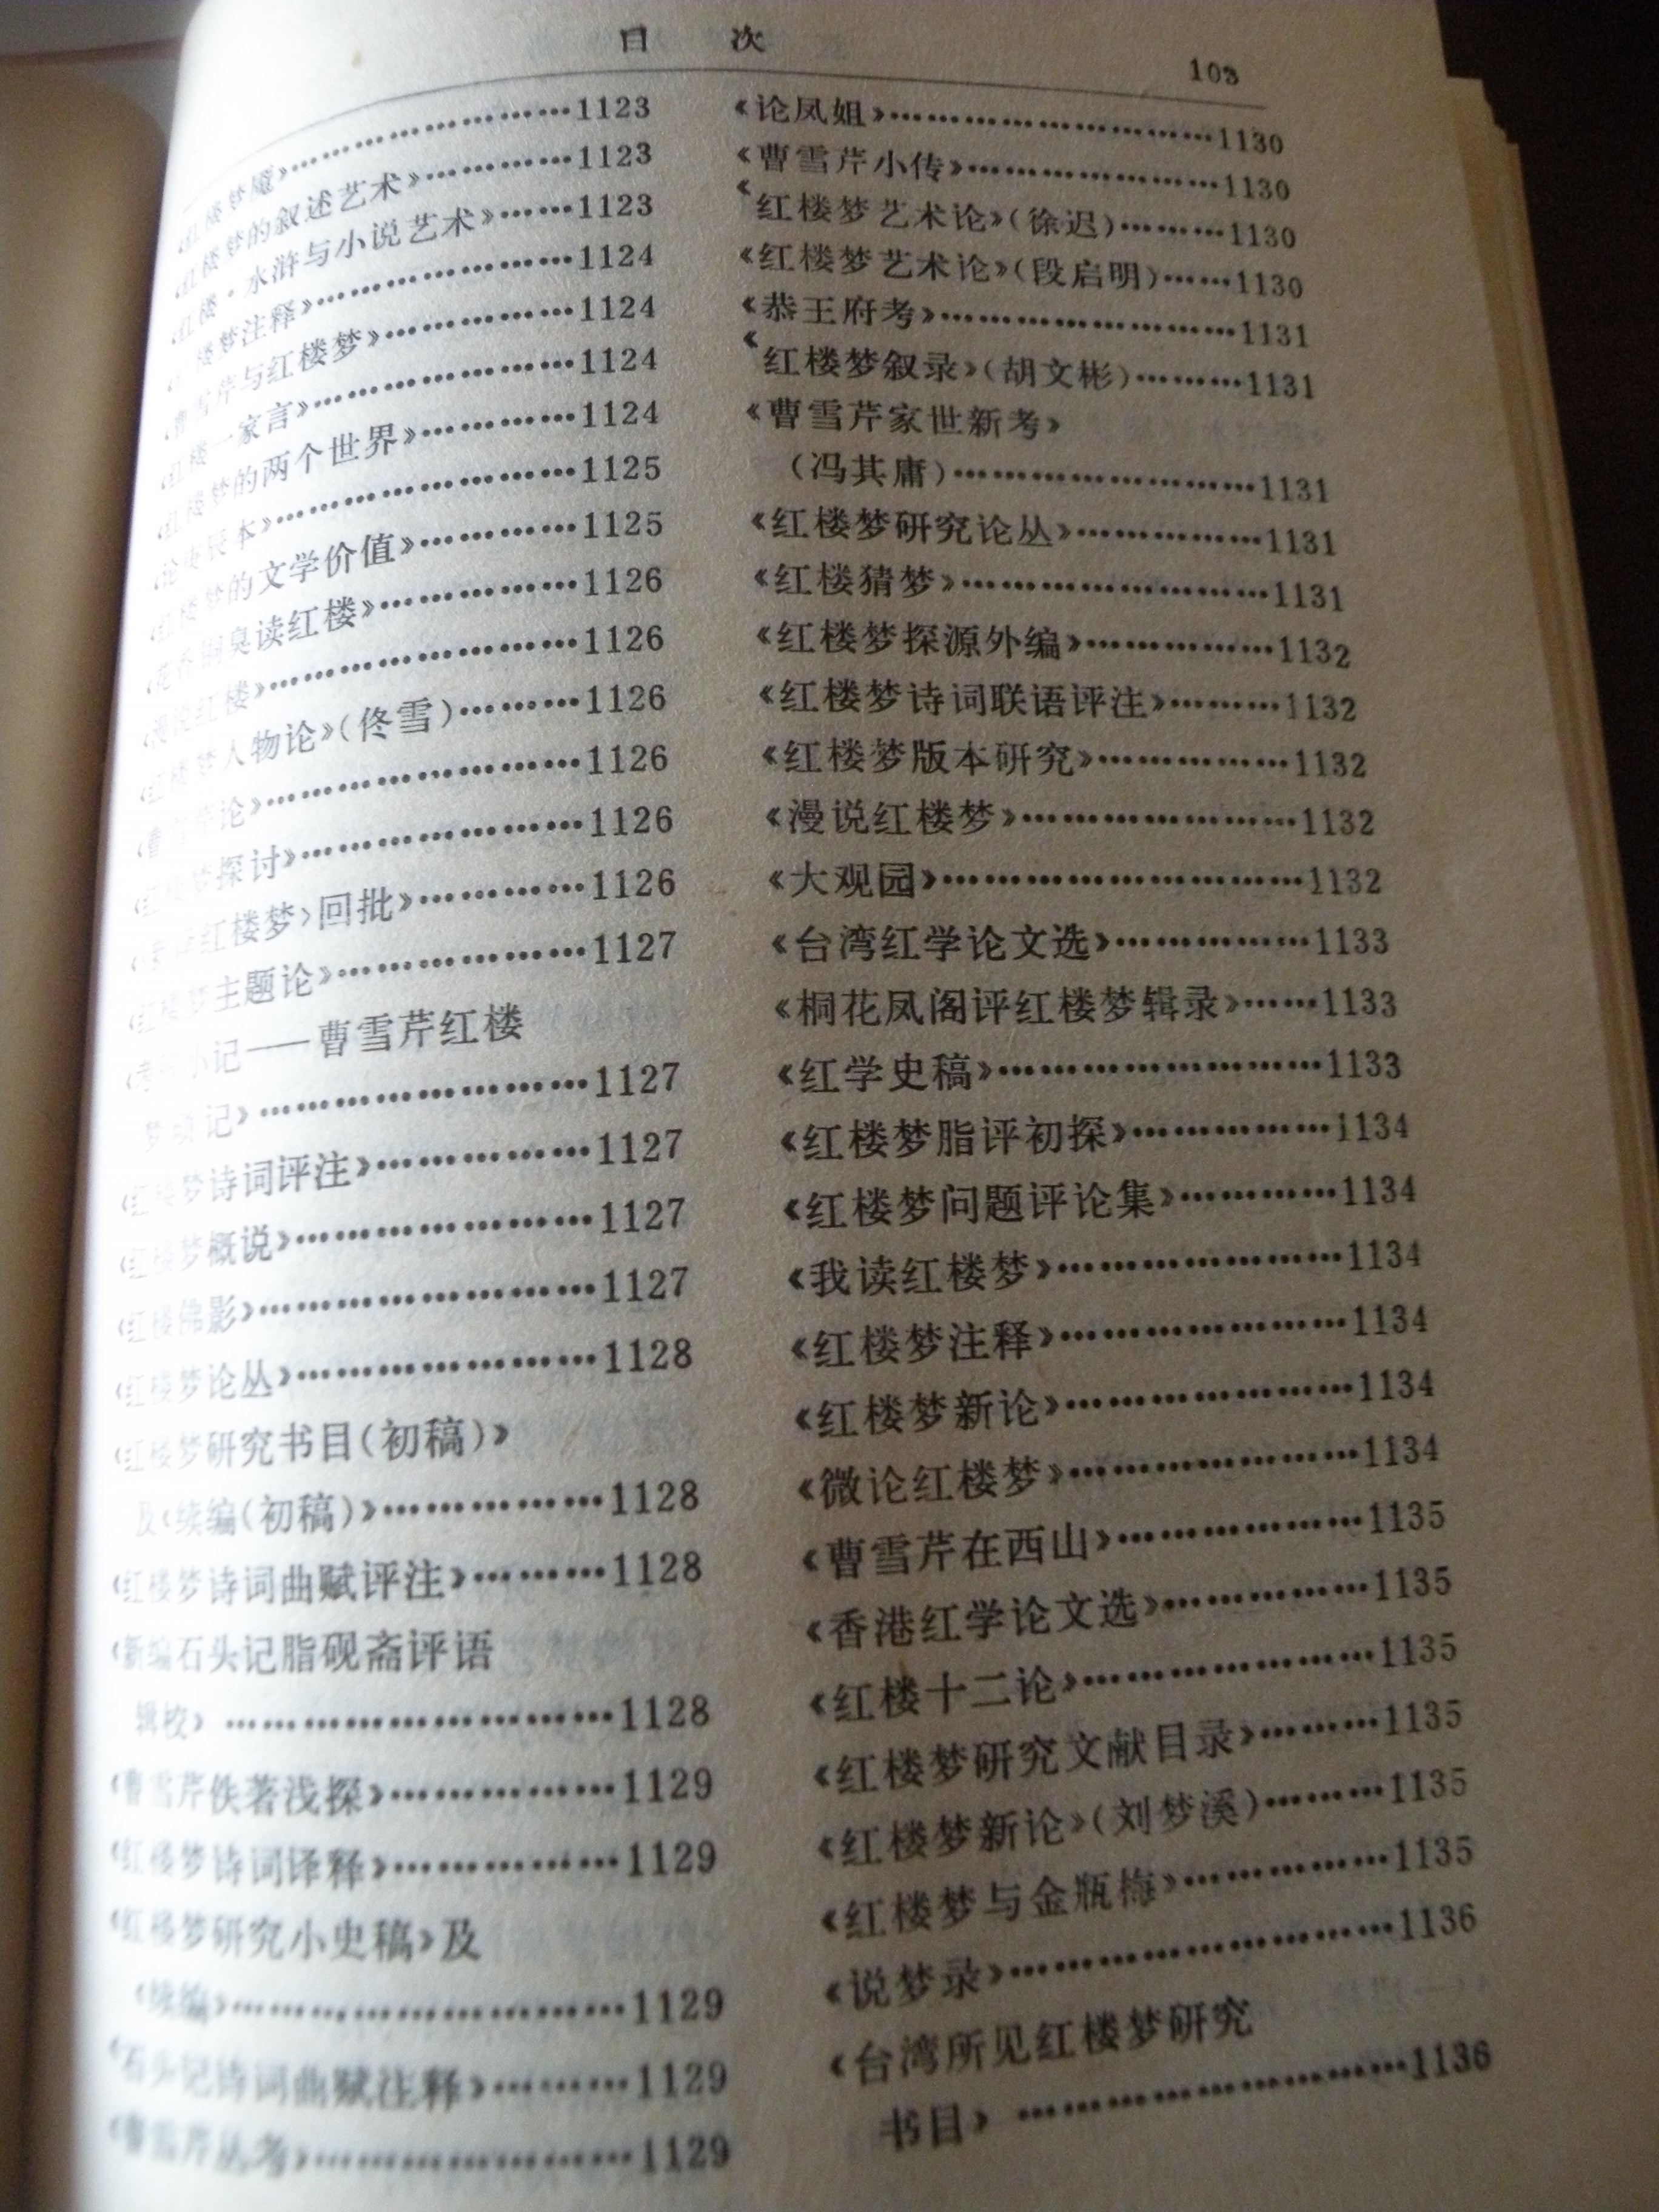 目 次
103
《红楼梦魇》…………………………1123
《红楼梦的叙述艺术》…………1123
《红楼·水浒与小说艺术》……1123
楼梦注释》…………………1124
《曹雪芹与红楼梦》……………1124
《红楼一家言》…………………1124
《红楼梦的两个世界》…………1124
《论庚辰本》……………………1125
《红楼梦的文学价值》…………1125
《花香铜臭读红楼》……………1126
《漫说红楼》……………………1126
《红楼梦人物论》(佟雪)………1126
《曹雪芹论》……………………1126
《红楼梦探讨》…………………1126
红楼梦〉回批》…………1126
《红楼梦主题论》………………1127
小记——曹雪芹红楼
梦 记》……………………1127
《红楼梦诗词评注》……………1127
《红楼梦概说》…………………1127
《红楼佛影》……………………1127
《红楼梦论丛》…………………1128
《红楼梦研究书目(初稿)》
及《续编(初稿)》……………1128
《红楼梦诗词曲赋评注》………1128
《新编石头记脂砚斋评语
辑校》………………………1128
《曹雪芹佚著浅探》……………1129
《红楼梦诗词译释》……………1129
《红楼梦研究小史稿》及
《续编》………………………1129
《石头记诗词曲赋注释》………1129
《曹雪芹丛考》…………………1129
《论凤姐》………………………1130
《曹雪芹小传》…………………1130
《红楼梦艺术论》(徐迟)………1130
《红楼梦艺术论》(段启明)……1130
《恭王府考》……………………1131
《红楼梦叙录》(胡文彬)………1131
《曹雪芹家世新考》
(冯其庸)……………………1131
《红楼梦研究论丛》……………1131
《红楼猜梦》……………………1131
《红楼梦探源外编》……………1132
《红楼梦诗词联语评注》………1132
《红楼梦版本研究》……………1132
《漫说红楼梦》…………………1132
《大观园》………………………1132
《台湾红学论文选》……………1133
《桐花凤阁评红楼梦辑录》……1133
《红学史稿》……………………1133
《红楼梦脂评初探》……………1134
《红楼梦问题评论集》…………1134
《我读红楼梦》…………………1134
《红楼梦注释》…………………1134
《红楼梦新论》…………………1134
《微论红楼梦》…………………1134
《曹雪芹在西山》………………1135
《香港红学论文选》……………1135
《红楼十二论》…………………1135
《红楼梦研究文献目录》………1135
《红楼梦新论》(刘梦溪)………1135
《红楼梦与金瓶梅》……………1135
《说梦录》………………………1136
《台湾所见红楼梦研究
书目》 ………………………1136